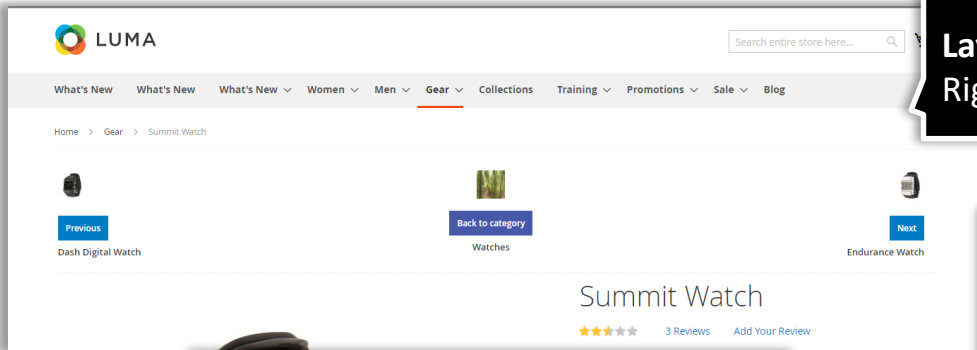 LUMA
Search entire store here...
What's New What's New What's New Women Men Gear Collections Training Promotions Sale Blog
Home > Gear > Summit Watch
Previous
Dash Digital Watch
Back to category
Watches
Next
Endurance Watch
Summit Watch
3 Reviews Add Your Review